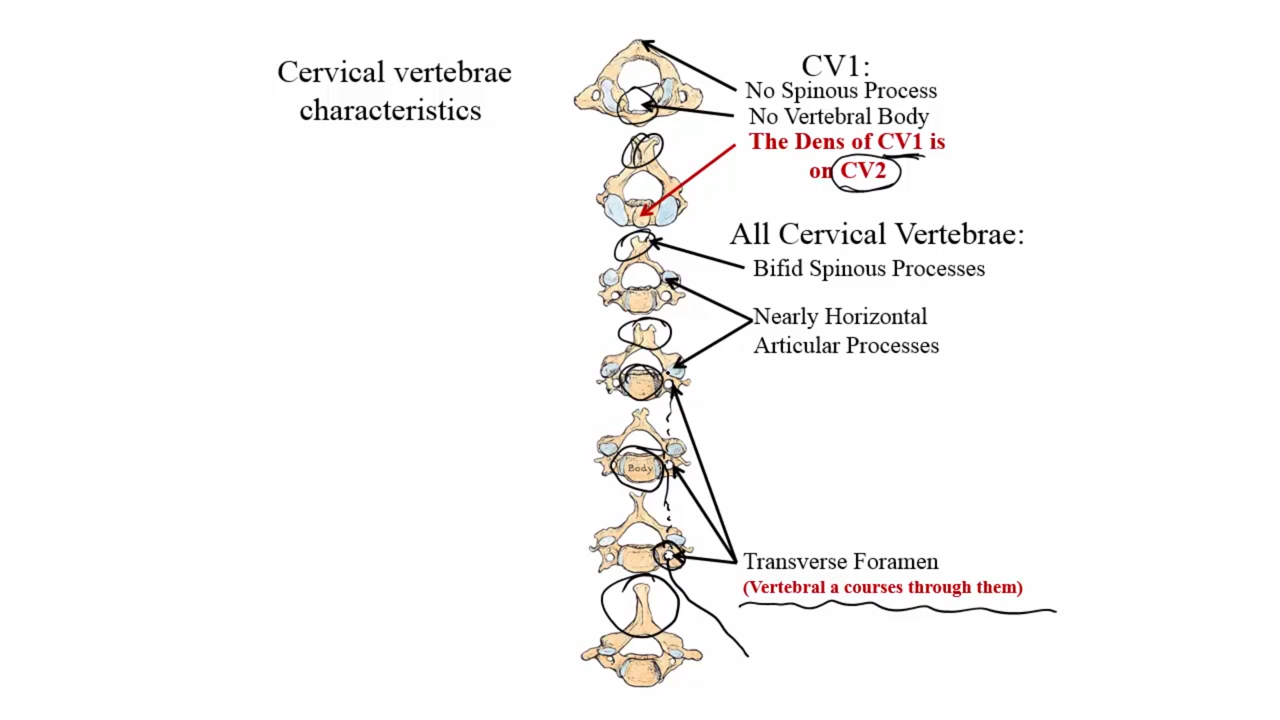 Cervical vertebrae
characteristics
CV1:
No Spinous Process
No Vertebral Body
The Dens of CV1 is
on CV2
All Cervical Vertebrae:
Bifid Spinous Processes
Nearly Horizontal
Articular Processes
Body
Transverse Foramen
(Vertebral a courses through them)